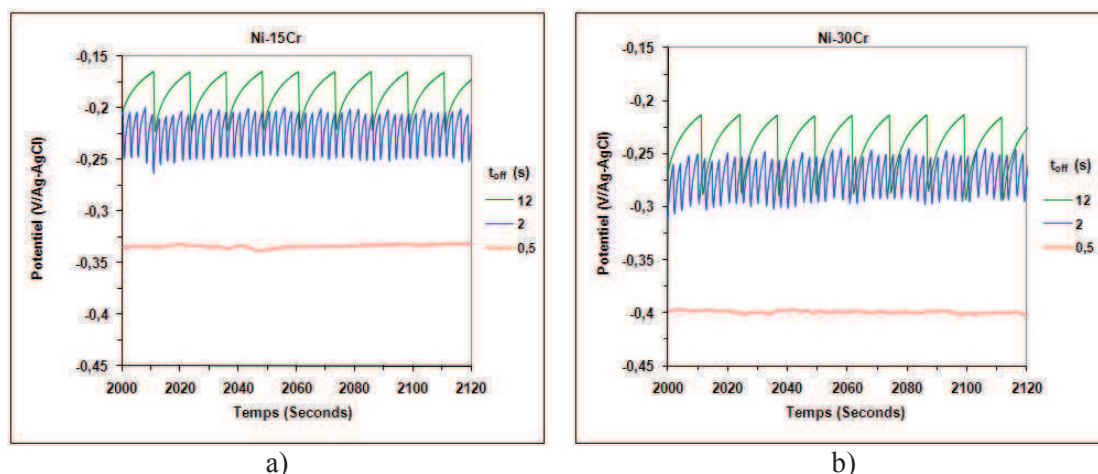 Ni-15Cr
-0,15
-0,2
-0,25
-0,3
-0,35
-0,4
-0,45
Potentiel (V/Ag-AgCl)
2000 2020 2040 2060 2080 2100 2120
Temps (Seconds)
t_off (s)
12
2
0,5
a)
Ni-30Cr
-0,15
-0,2
-0,25
-0,3
-0,35
-0,4
-0,45
Potentiel (V/Ag-AgCl)
2000 2020 2040 2060 2080 2100 2120
Temps (Seconds)
t_off (s)
12
2
0,5
b)